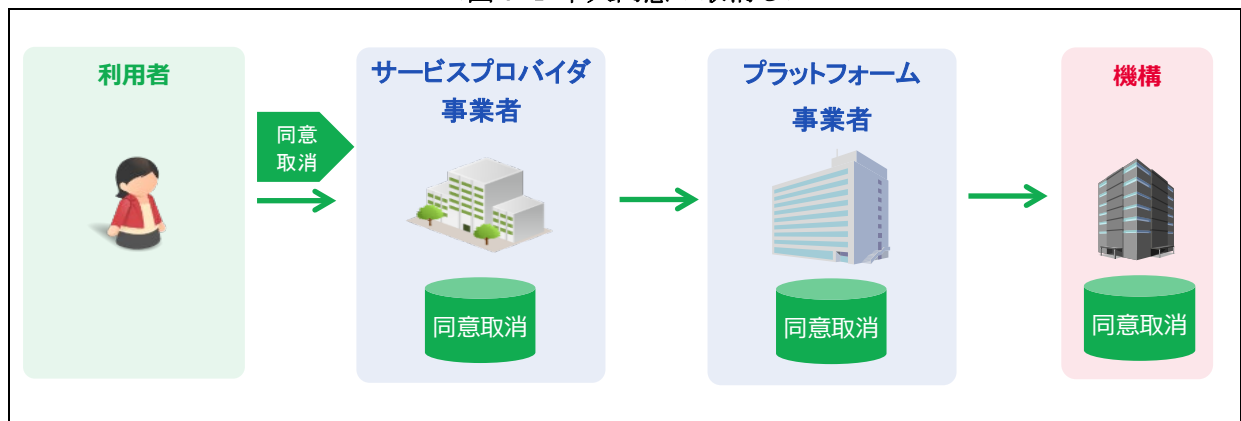 利用者
同意
取消
サービスプロバイダ
事業者
同意取消
プラットフォーム
事業者
同意取消
機構
同意取消